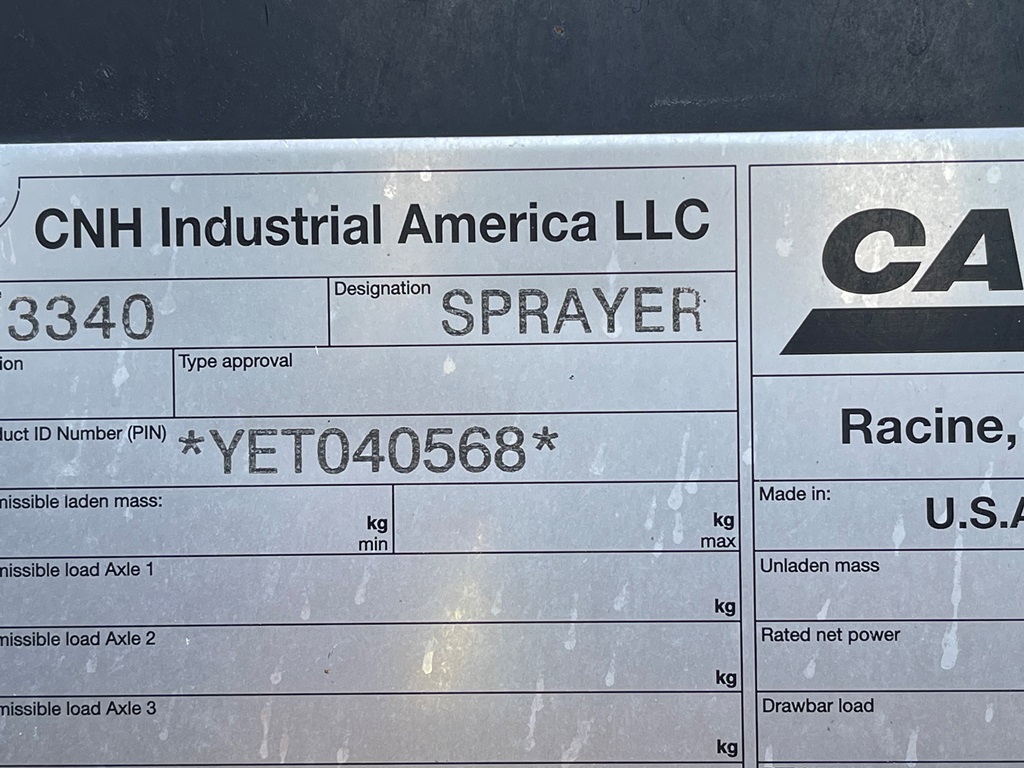 CNH Industrial America LLC
3340
Designation SPRAYER
ion
Type approval
duct ID Number (PIN) *YET040568*
missible laden mass:
kg
min
kg
max
missible load Axle 1
kg
missible load Axle 2
kg
missible load Axle 3
kg
CA
Racine,
Made in:
U.S.A
Unladen mass
Rated net power
Drawbar load